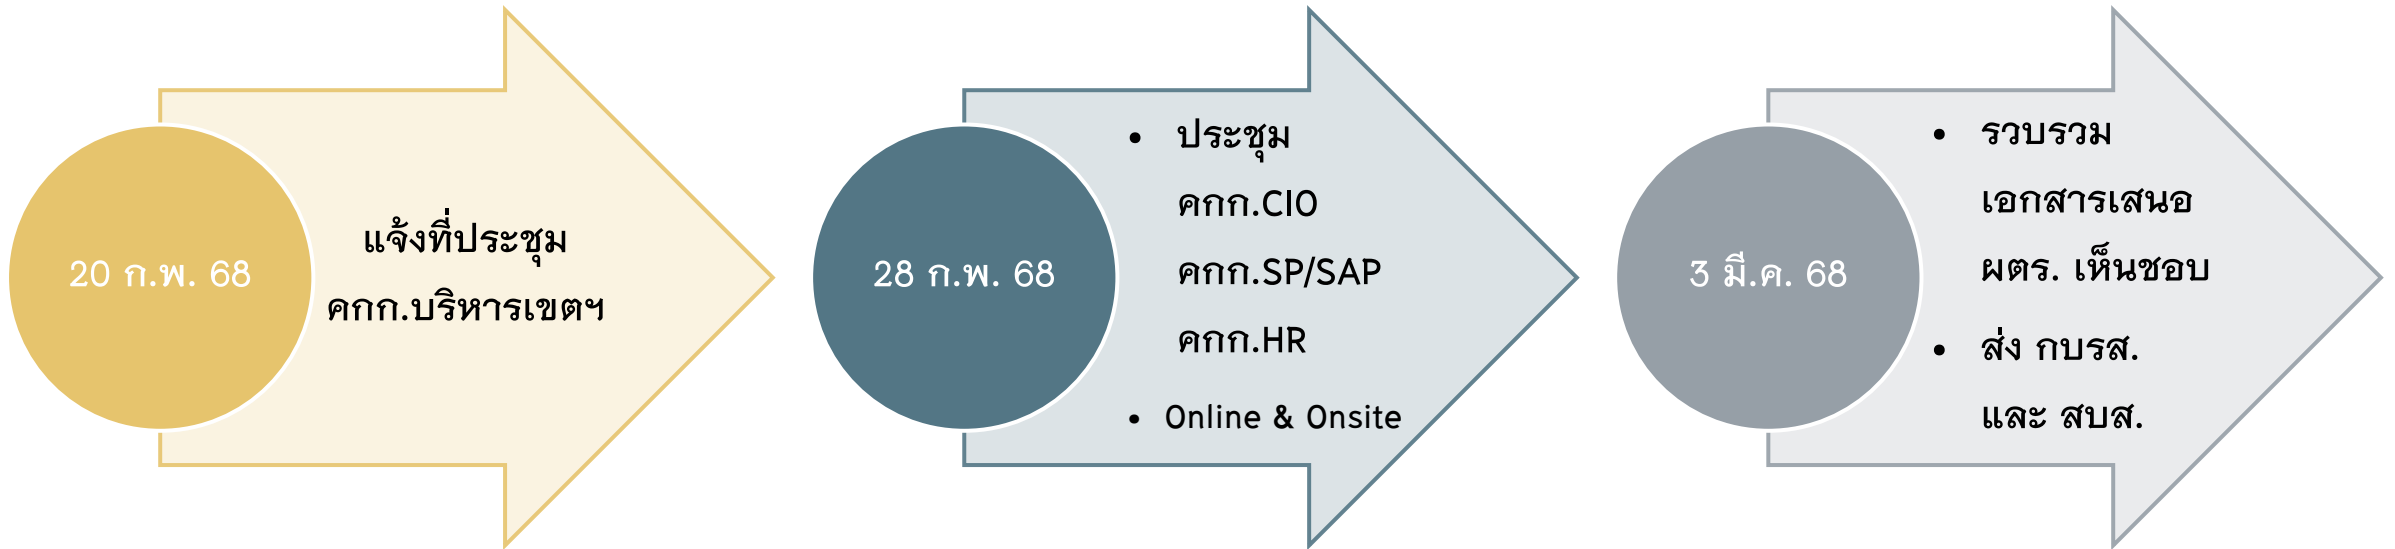 20 ก.พ. 68
แจ้งที่ประชุม
คกก.บริหารเขตฯ
28 ก.พ. 68
• ประชุม
คกก.CIO
คกก.SP/SAP
คกก.HR
• Online & Onsite
3 มี.ค. 68
• รวบรวม
เอกสารเสนอ
ผตร. เห็นชอบ
• ส่ง กบรส.
และ สบส.